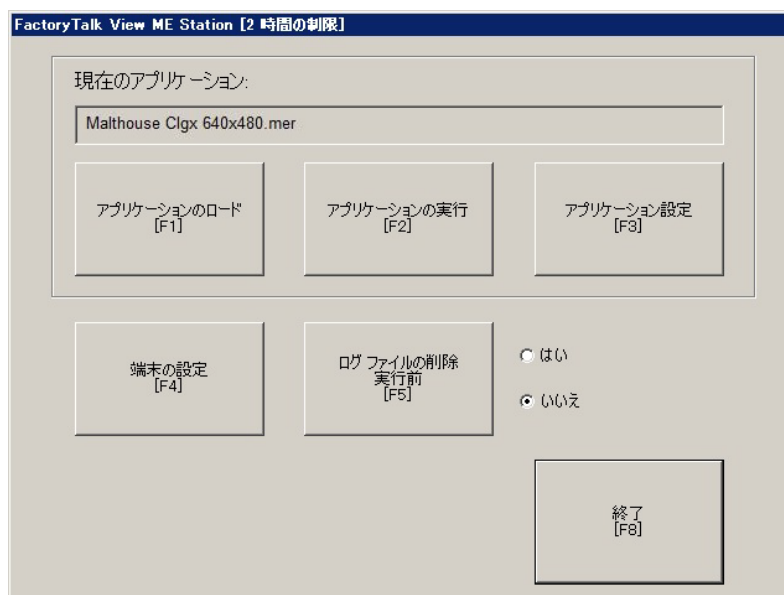 FactoryTalk View ME Station [2 時間の制限]
現在のアプリケーション:
Malthouse Clgx 640x480.mer
アプリケーションのロード
[F1]
アプリケーションの実行
[F2]
アプリケーション設定
[F3]
端末の設定
[F4]
ログ ファイルの削除
実行前
[F5]
はい
いいえ
終了
[F8]